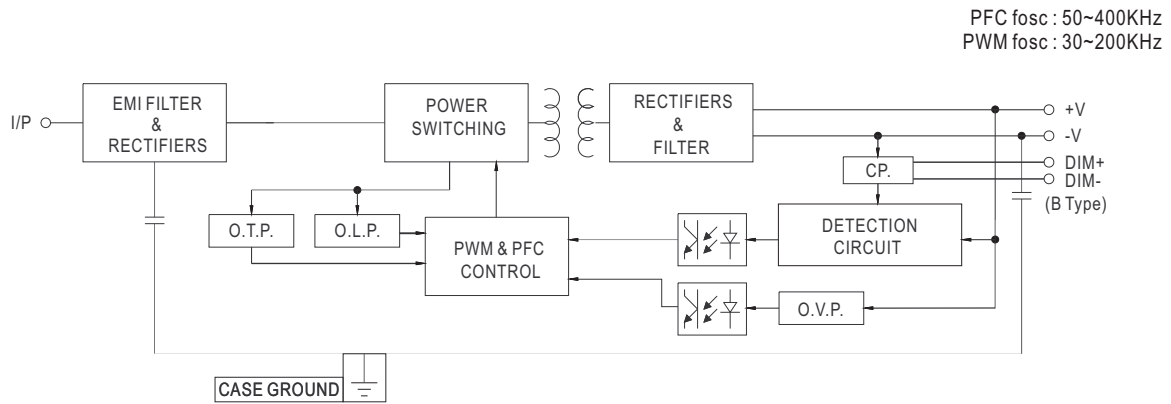 PFC fosc : 50~400KHz
PWM fosc : 30~200KHz
I/P
EMI FILTER
&
RECTIFIERS
POWER
SWITCHING
RECTIFIERS
&
FILTER
+V
-V
DIM+
DIM-
(B Type)
CP.
O.T.P.
O.L.P.
PWM & PFC
CONTROL
DETECTION
CIRCUIT
O.V.P.
CASE GROUND